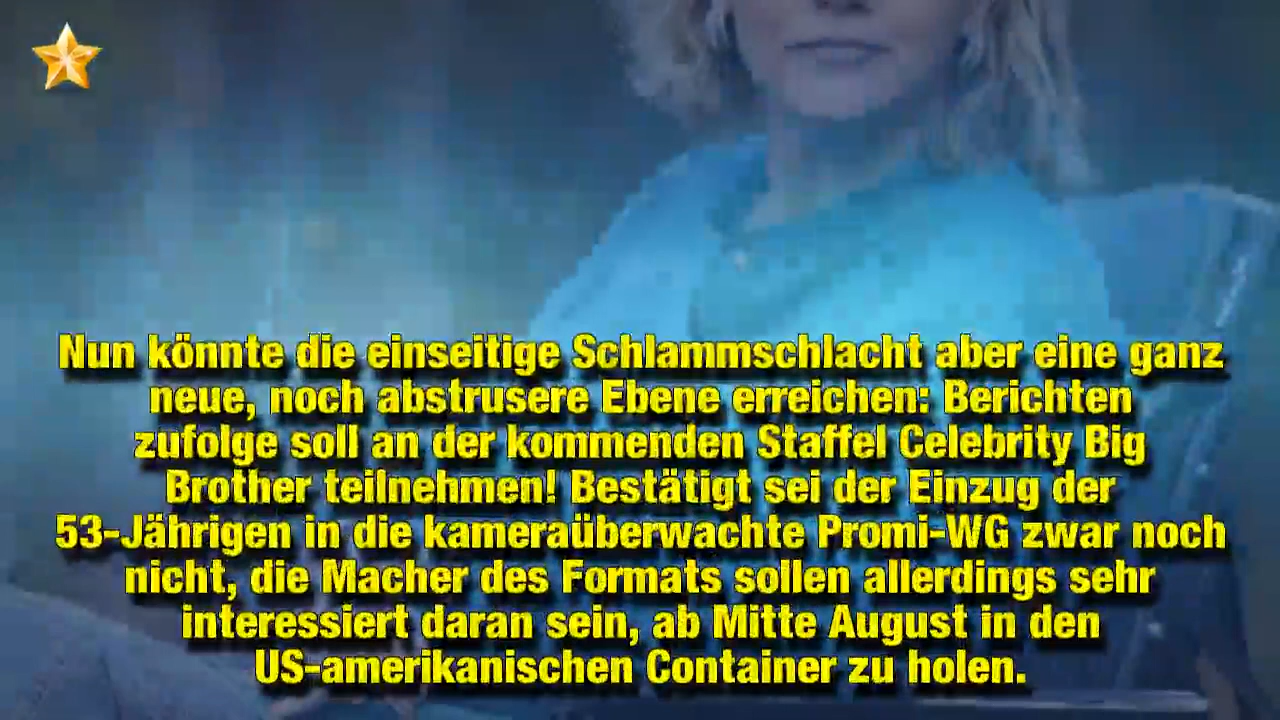 Nun könnte die einseitige Schlammschlacht aber eine ganz
neue, noch abstrusere Ebene erreichen: Berichten
zufolge soll an der kommenden Staffel Celebrity Big
Brother teilnehmen! Bestätigt sei der Einzug der
53-Jährigen in die kameraüberwachte Promi-WG zwar noch
nicht, die Macher des Formats sollen allerdings sehr
interessiert daran sein, ab Mitte August in den
US-amerikanischen Container zu holen.